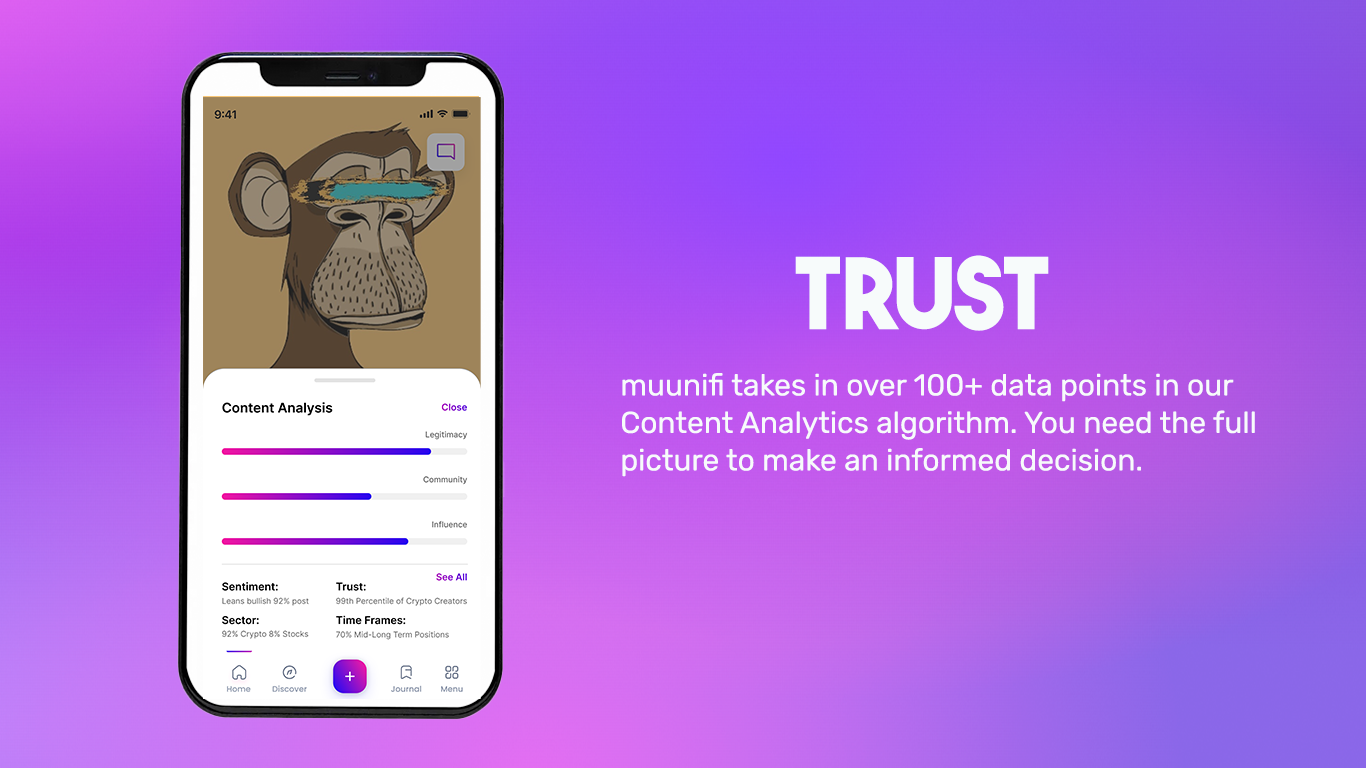 9:41
Content Analysis
Close
Legitimacy
Community
Influence
See All
Sentiment:
Leans bullish 92% post
Trust:
99th Percentile of Crypto Creators
Sector:
92% Crypto 8% Stocks
Time Frames:
70% Mid-Long Term Positions
Home
Discover
Journal
Menu
TRUST
muunifi takes in over 100+ data points in our
Content Analytics algorithm. You need the full
picture to make an informed decision.